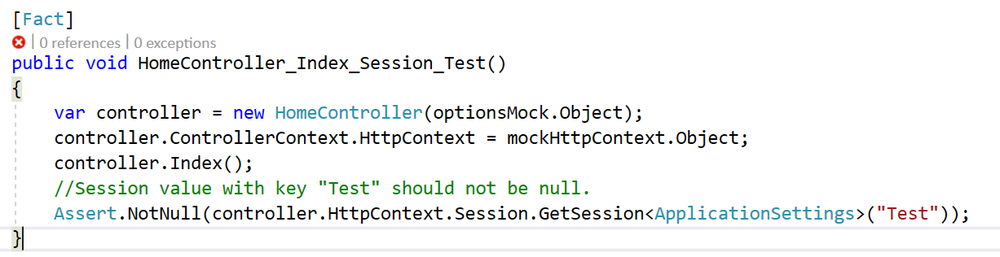 [Fact]
| 0 references | 0 exceptions
public void HomeController_Index_Session_Test()
{
    var controller = new HomeController(optionsMock.Object);
    controller.ControllerContext.HttpContext = mockHttpContext.Object;
    controller.Index();
    //Session value with key "Test" should not be null.
    Assert.NotNull(controller.HttpContext.Session.GetSession<ApplicationSettings>("Test"));
}